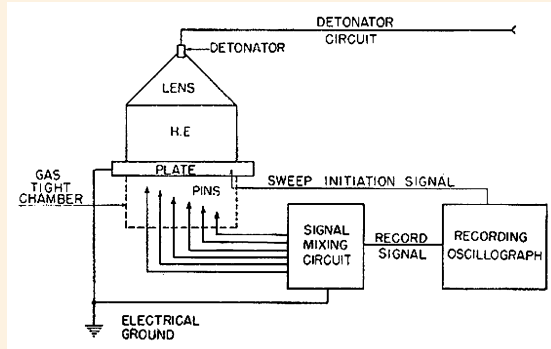 DETONATOR
CIRCUIT
DETONATOR
LENS
H.E
PLATE
GAS
TIGHT
CHAMBER
PINS
SWEEP INITIATION SIGNAL
SIGNAL
MIXING
CIRCUIT
RECORD
SIGNAL
RECORDING
OSCILLOGRAPH
ELECTRICAL
GROUND